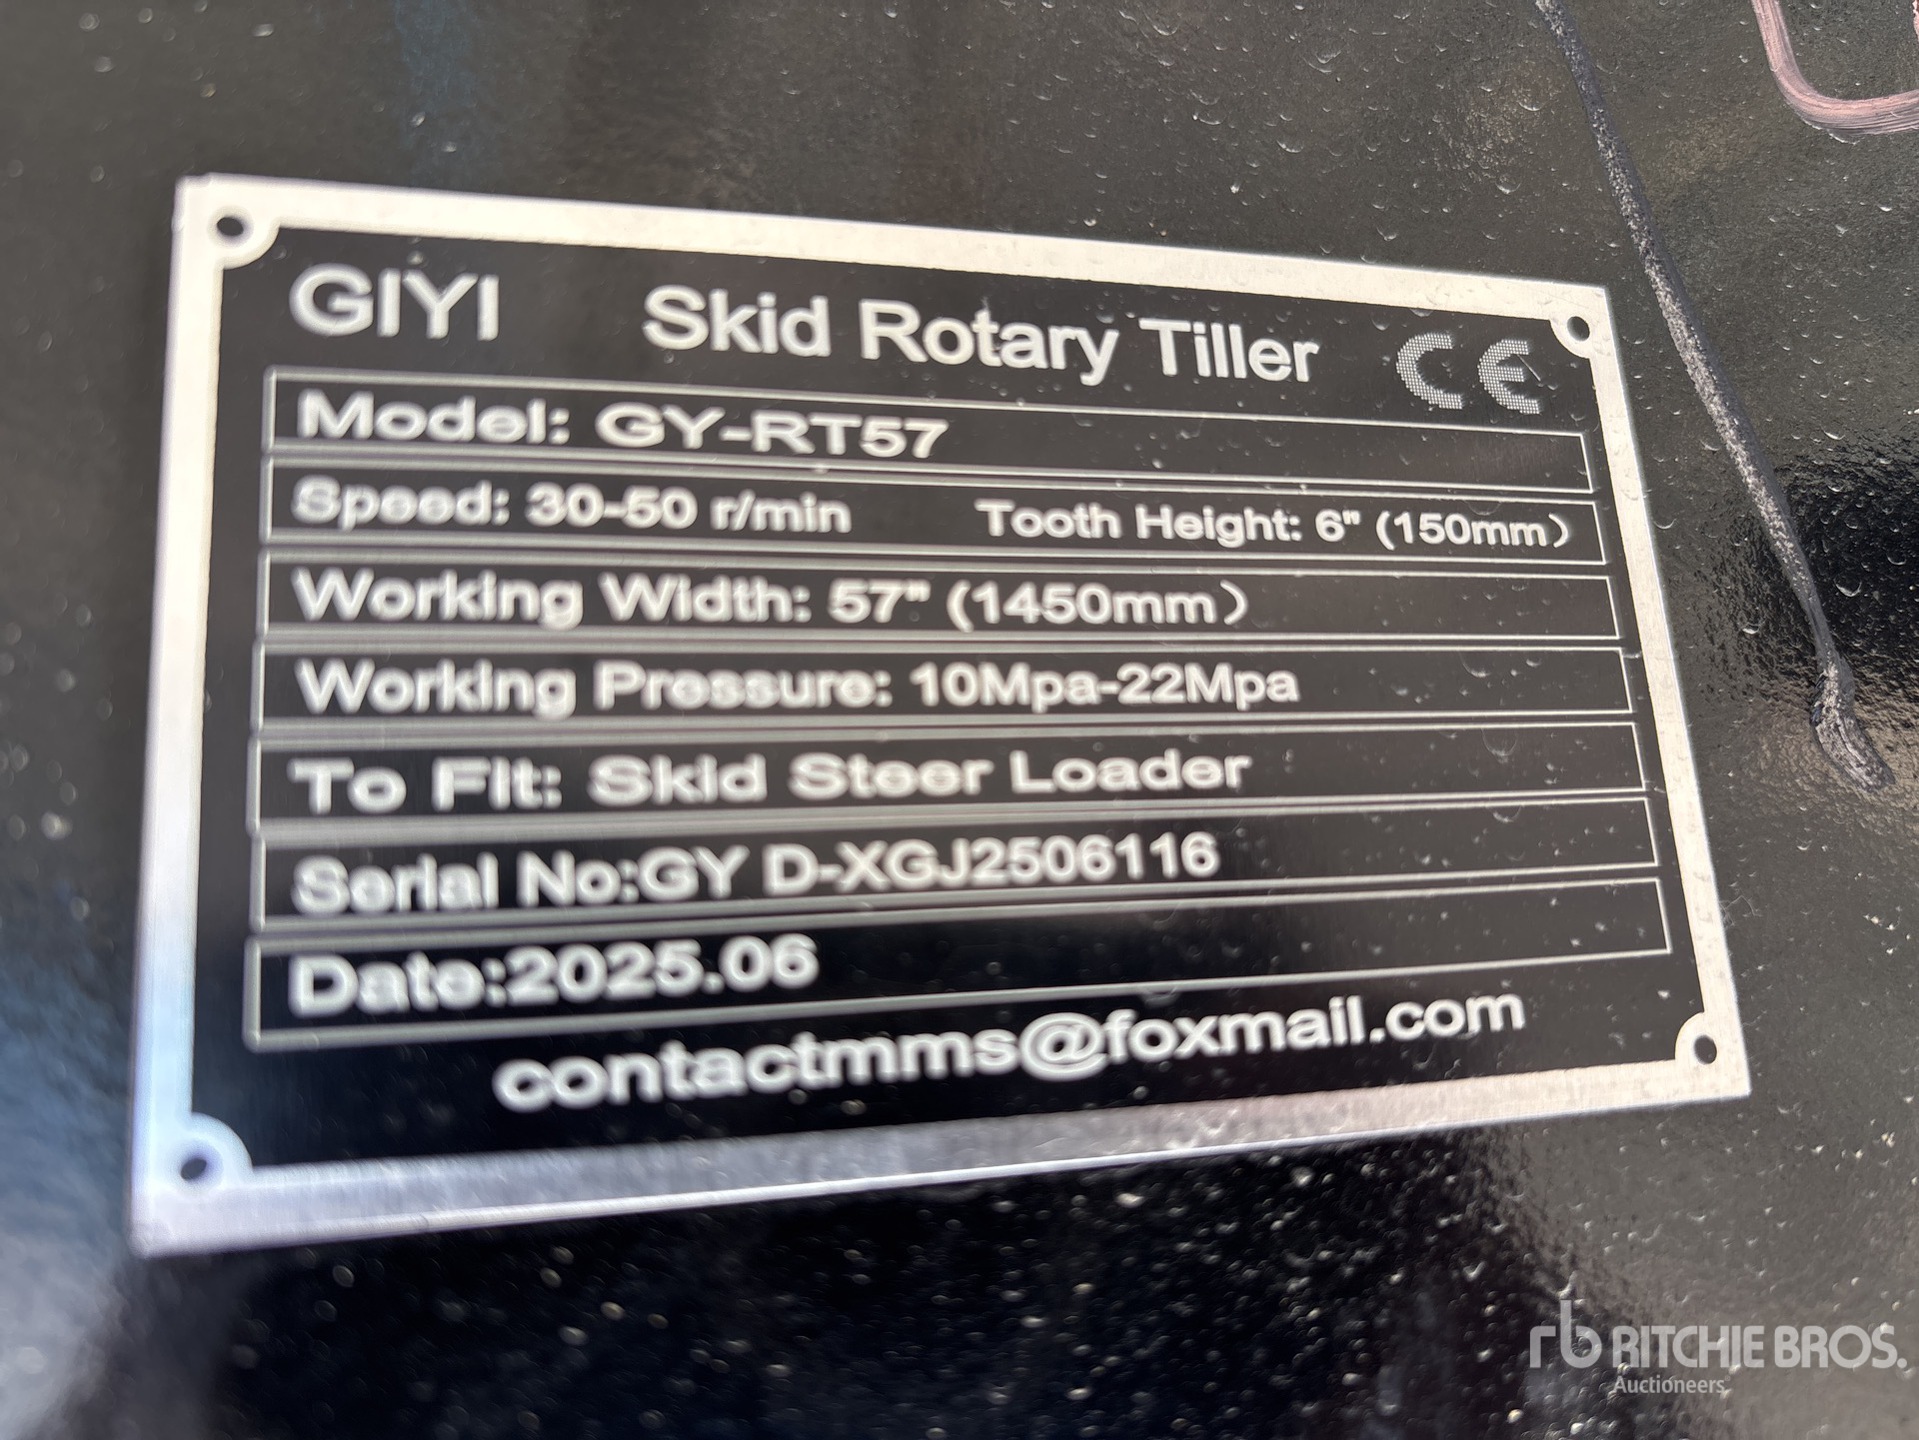 GIYI Skid Rotary Tiller CE
Model: GY-RT57
Speed: 30-50 r/min Tooth Height: 6" (150mm）
Working Width: 57" (1450mm）
Working Pressure: 10Mpa-22Mpa
To Fit: Skid Steer Loader
Serial No:GY D-XGJ2506116
Date:2025.06
contactmms@foxmail.com
rb RITCHIE BROS.
Auctioneers